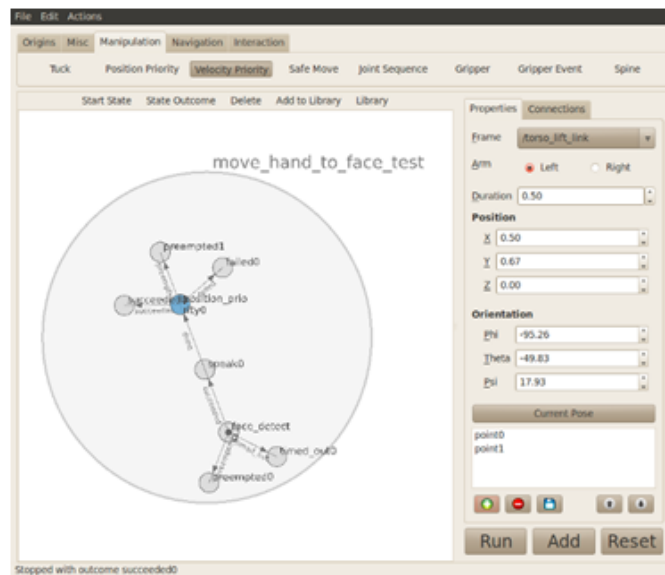 File Edit Actions
Origins Misc Manipulation Navigation Interaction
Tuck Position Priority Velocity Priority Safe Move Joint Sequence Gripper Gripper Event Spine
Start State State Outcome Delete Add to Library Library
Properties Connections
move_hand_to_face_test
Frame /torso_lift_link
Arm Left Right
Duration 0.50
Position
X 0.50
Y 0.67
Z 0.00
Orientation
Phi -95.26
Theta -49.83
Psi 17.93
Current Pose
point0
point1
preempted1
failed0
position_prio
rity0
speak0
face_detect
timed_out0
preempted0
Run Add Reset
Stopped with outcome succeeded0